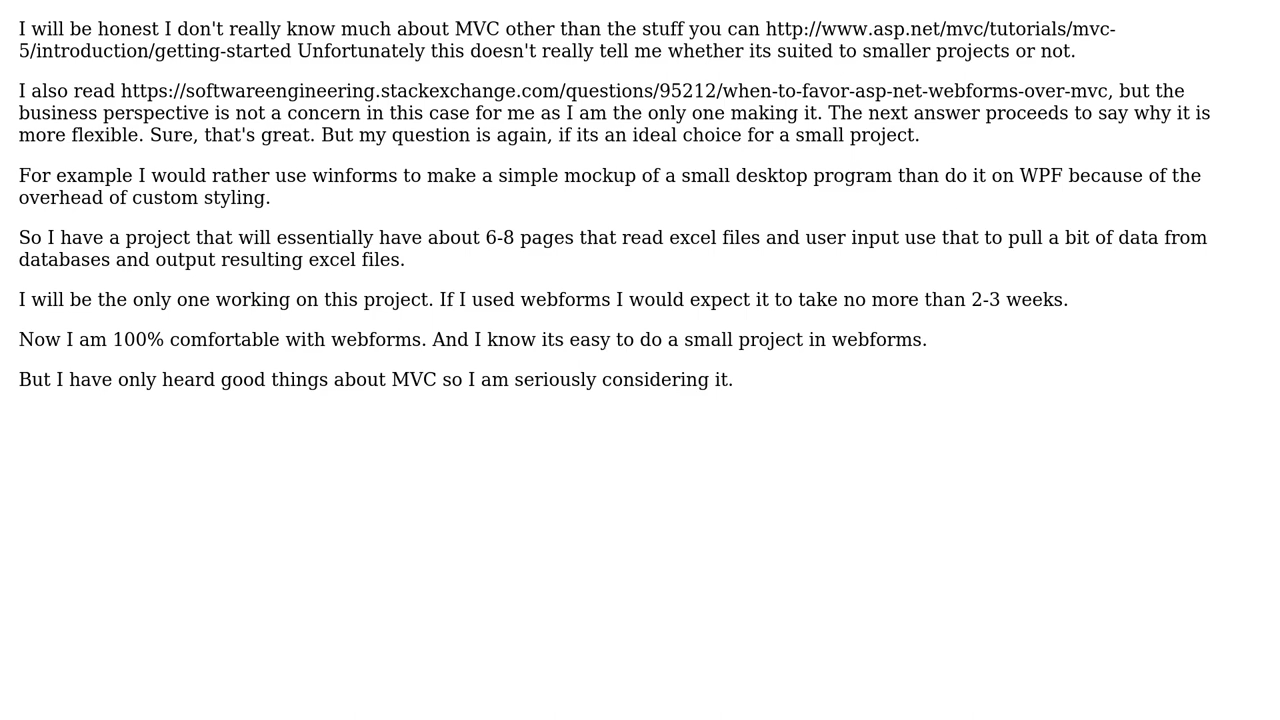 I will be honest I don't really know much about MVC other than the stuff you can http://www.asp.net/mvc/tutorials/mvc-
5/introduction/getting-started Unfortunately this doesn't really tell me whether its suited to smaller projects or not.
I also read https://softwareengineering.stackexchange.com/questions/95212/when-to-favor-asp-net-webforms-over-mvc, but the
business perspective is not a concern in this case for me as I am the only one making it. The next answer proceeds to say why it is
more flexible. Sure, that's great. But my question is again, if its an ideal choice for a small project.
For example I would rather use winforms to make a simple mockup of a small desktop program than do it on WPF because of the
overhead of custom styling.
So I have a project that will essentially have about 6-8 pages that read excel files and user input use that to pull a bit of data from
databases and output resulting excel files.
I will be the only one working on this project. If I used webforms I would expect it to take no more than 2-3 weeks.
Now I am 100% comfortable with webforms. And I know its easy to do a small project in webforms.
But I have only heard good things about MVC so I am seriously considering it.